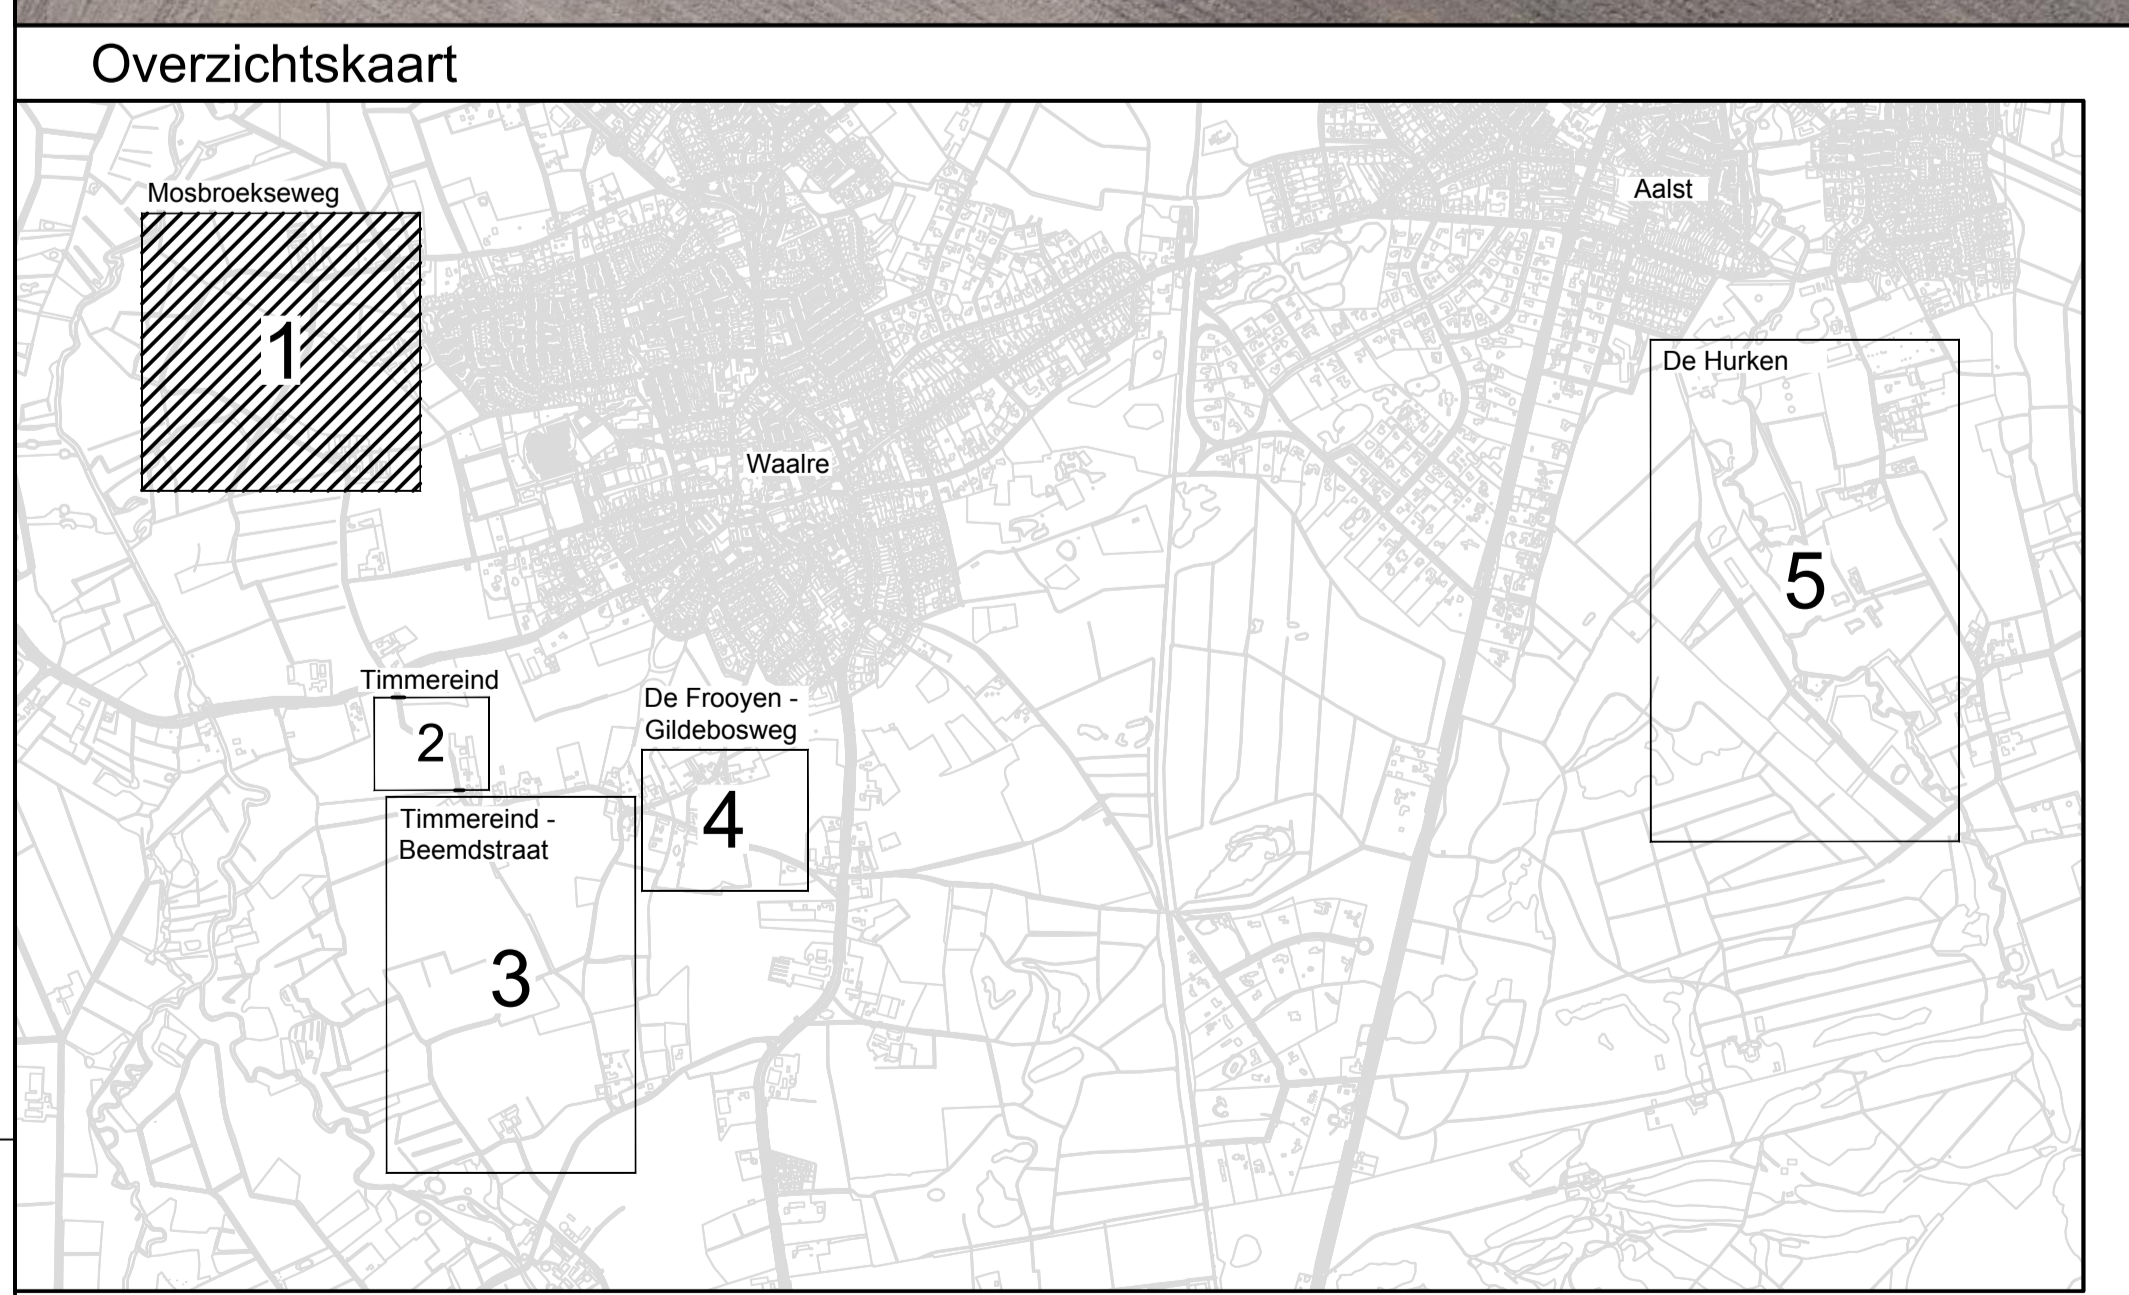 Overzichtskaart
Mosbroekseweg
1
Aalst
De Hurken
5
Waalre
Timmereind
2
De Frooyen -
Gildebosweg
4
Timmereind -
Beemdstraat
3